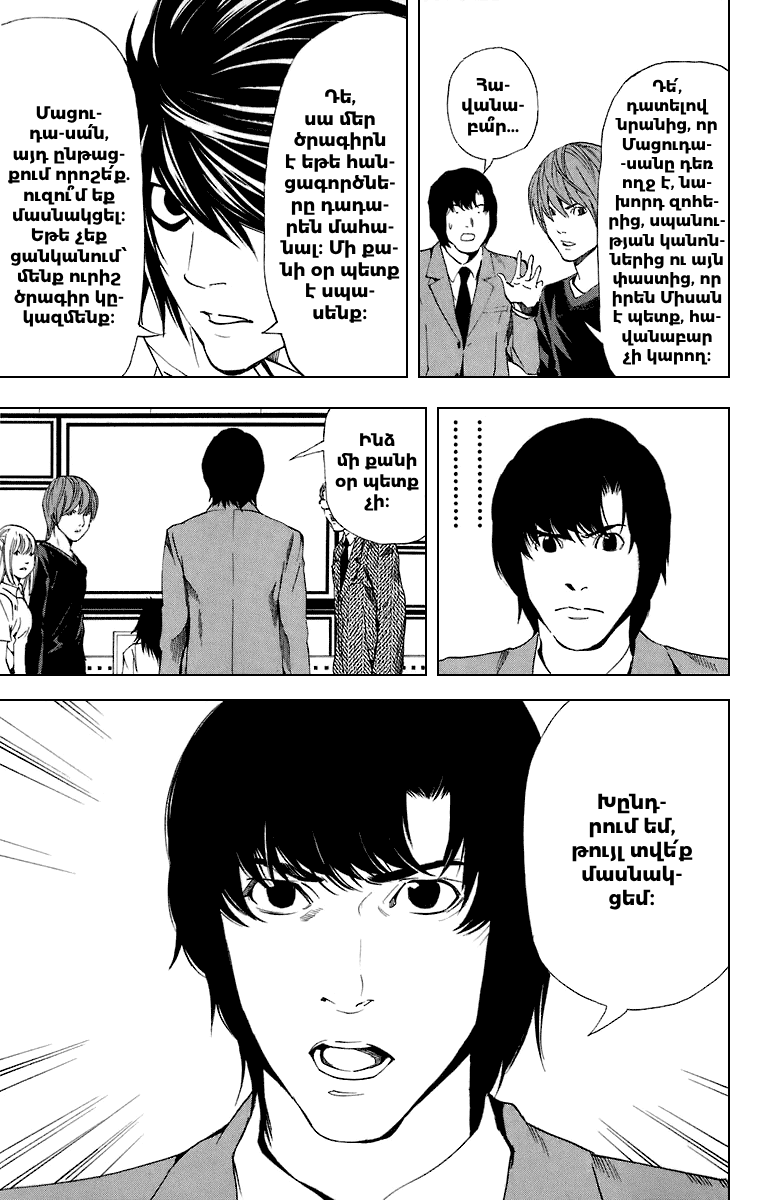 Դե՛,
դատելով
նրանից, որ
Մացուդա-
-սանը դեռ
ողջ է, նա-
խորդ զոհե-
րից, սպանու-
թյան կանոն-
ներից ու այն
փաստից, որ
իրեն Միսան
է պետք, հա-
վանաբար
չի կարող։
Հա-
վանա-
բա՞ր...
Դե,
սա մեր
ծրագիրն
է եթե հան-
ցագործնե-
րը դադա-
րեն մահա-
նալ։ Մի քա-
նի օր պետք
է սպա-
սենք։
Մացու-
դա-սա՛ն,
այդ ընթաց-
քում որոշե՛ք.
ուզո՞ւմ եք
մասնակցել։
Եթե չեք
ցանկանում՝
մենք ուրիշ
ծրագիր կը-
կազմենք։
Ինձ
մի քանի
օր պետք
չի։
Խընդ-
րում եմ,
թույլ տվե՛ք
մասնակ-
ցեմ։